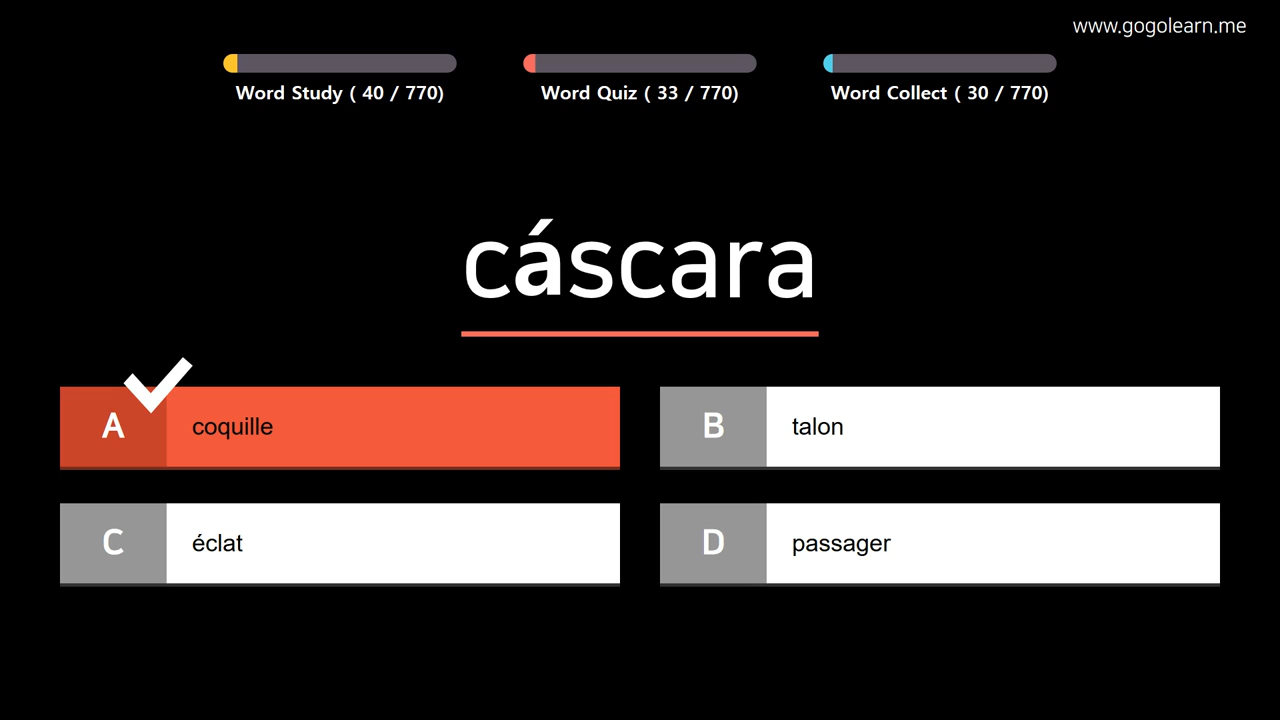 www.gogolearn.me
Word Study ( 40 / 770)
Word Quiz ( 33 / 770)
Word Collect ( 30 / 770)
cáscara
A coquille
B talon
C éclat
D passager